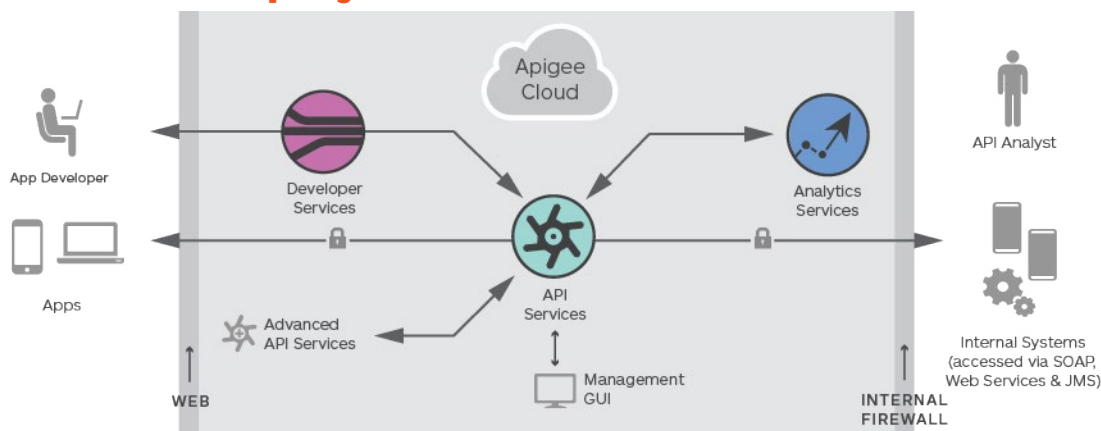 Apigee
Cloud
App Developer
Developer
Services
Analytics
Services
API Analyst
Apps
API
Services
Advanced
API Services
Management
GUI
WEB
INTERNAL
FIREWALL
Internal Systems
(accessed via SOAP,
Web Services & JMS)